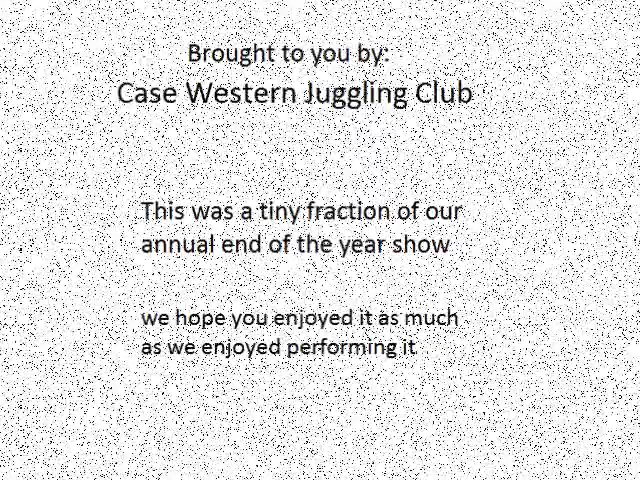 Brought to you by:
Case Western Juggling Club
This was a tiny fraction of our
annual end of the year show
we hope you enjoyed it as much
as we enjoyed performing it